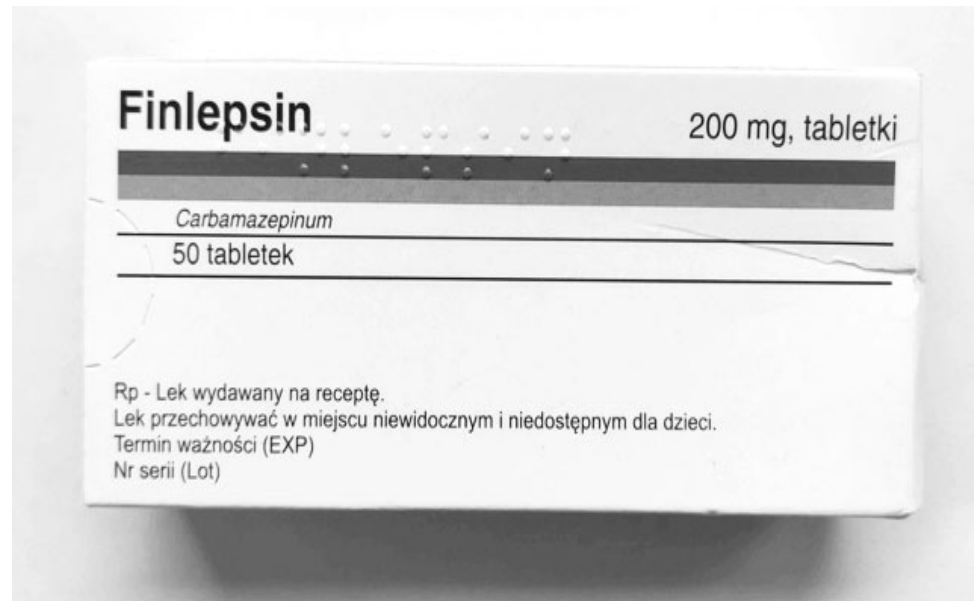 Finlepsin
200 mg, tabletki
Carbamazepinum
50 tabletek
Rp - Lek wydawany na receptę.
Lek przechowywać w miejscu niewidocznym i niedostępnym dla dzieci.
Termin ważności (EXP)
Nr serii (Lot)